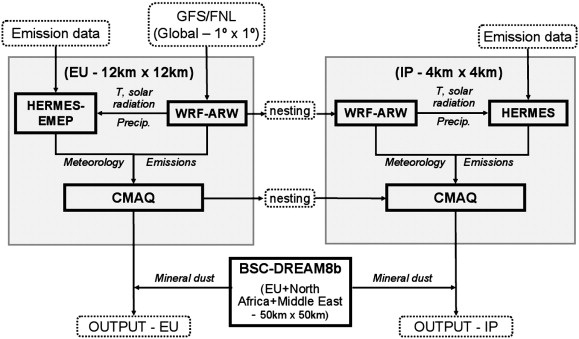 GFS/FNL
(Global – 1º x 1º)
Emission data
Emission data
(EU - 12km x 12km)
(IP - 4km x 4km)
HERMES-
EMEP
T, solar
radiation
Precip.
WRF-ARW
nesting
WRF-ARW
T, solar
radiation
Precip.
HERMES
Meteorology
Emissions
Meteorology
Emissions
CMAQ
nesting
CMAQ
Mineral dust
BSC-DREAM8b
(EU+North
Africa+Middle East
- 50km x 50km)
Mineral dust
OUTPUT - EU
OUTPUT - IP